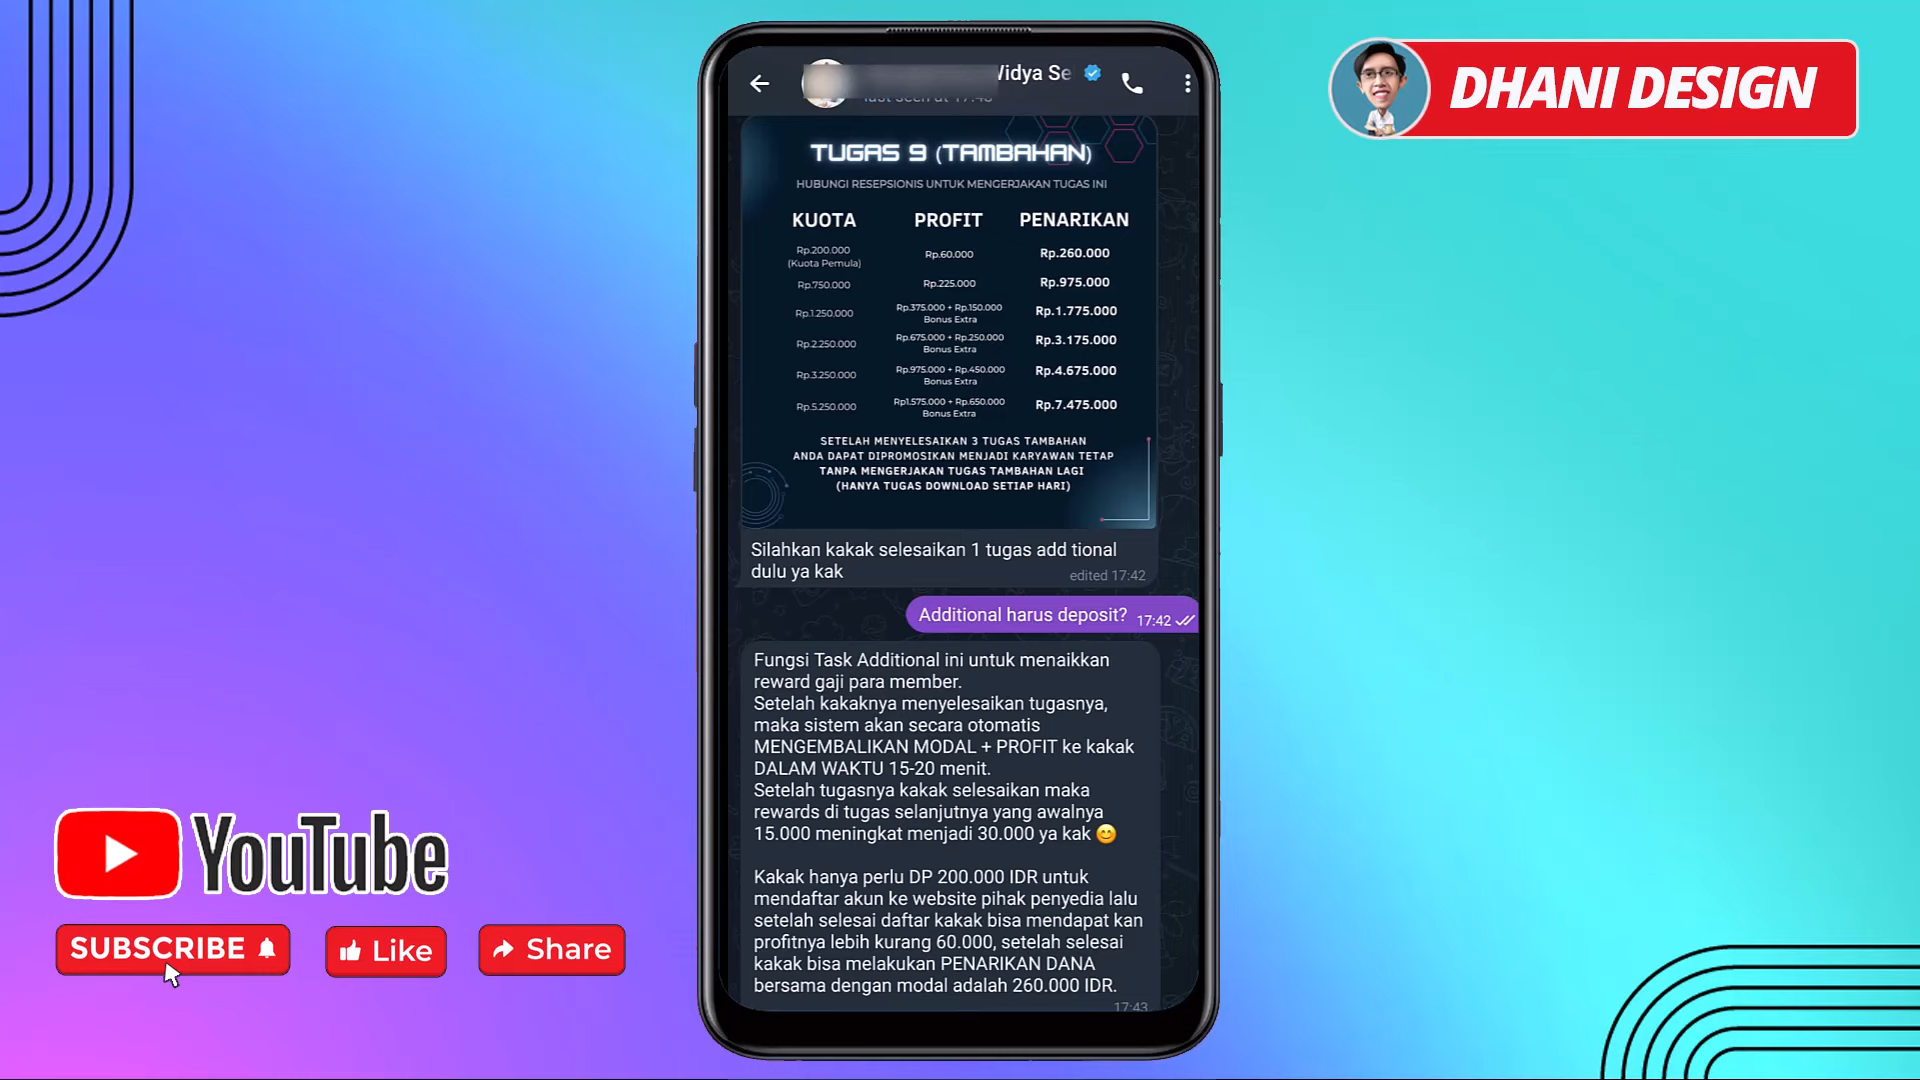 Vidya Se
last seen at 17:43
DHANI DESIGN
TUGAS 9 (TAMBAHAN)
HUBUNGI RESEPSIONIS UNTUK MENGERJAKAN TUGAS INI
KUOTA PROFIT PENARIKAN
Rp.200.000 (Kuota Pemula) Rp.60.000 Rp.260.000
Rp.750.000 Rp.225.000 Rp.975.000
Rp.1.250.000 Rp.375.000 + Rp.150.000 Bonus Extra Rp.1.775.000
Rp.2.250.000 Rp.675.000 + Rp.250.000 Bonus Extra Rp.3.175.000
Rp.3.250.000 Rp.975.000 + Rp.450.000 Bonus Extra Rp.4.675.000
Rp.5.250.000 Rp1.575.000 + Rp.650.000 Bonus Extra Rp.7.475.000
SETELAH MENYELESAIKAN 3 TUGAS TAMBAHAN
ANDA DAPAT DIPROMOSIKAN MENJADI KARYAWAN TETAP
TANPA MENGERJAKAN TUGAS TAMBAHAN LAGI
(HANYA TUGAS DOWNLOAD SETIAP HARI)
Silahkan kakak selesaikan 1 tugas add tional
dulu ya kak
edited 17:42
Additional harus deposit? 17:42
Fungsi Task Additional ini untuk menaikkan
reward gaji para member.
Setelah kakaknya menyelesaikan tugasnya,
maka sistem akan secara otomatis
MENGEMBALIKAN MODAL + PROFIT ke kakak
DALAM WAKTU 15-20 menit.
Setelah tugasnya kakak selesaikan maka
rewards di tugas selanjutnya yang awalnya
15.000 meningkat menjadi 30.000 ya kak 😊
Kakak hanya perlu DP 200.000 IDR untuk
mendaftar akun ke website pihak penyedia lalu
setelah selesai daftar kakak bisa mendapat kan
profitnya lebih kurang 60.000, setelah selesai
kakak bisa melakukan PENARIKAN DANA
bersama dengan modal adalah 260.000 IDR.
17:43
YouTube
SUBSCRIBE
Like
Share